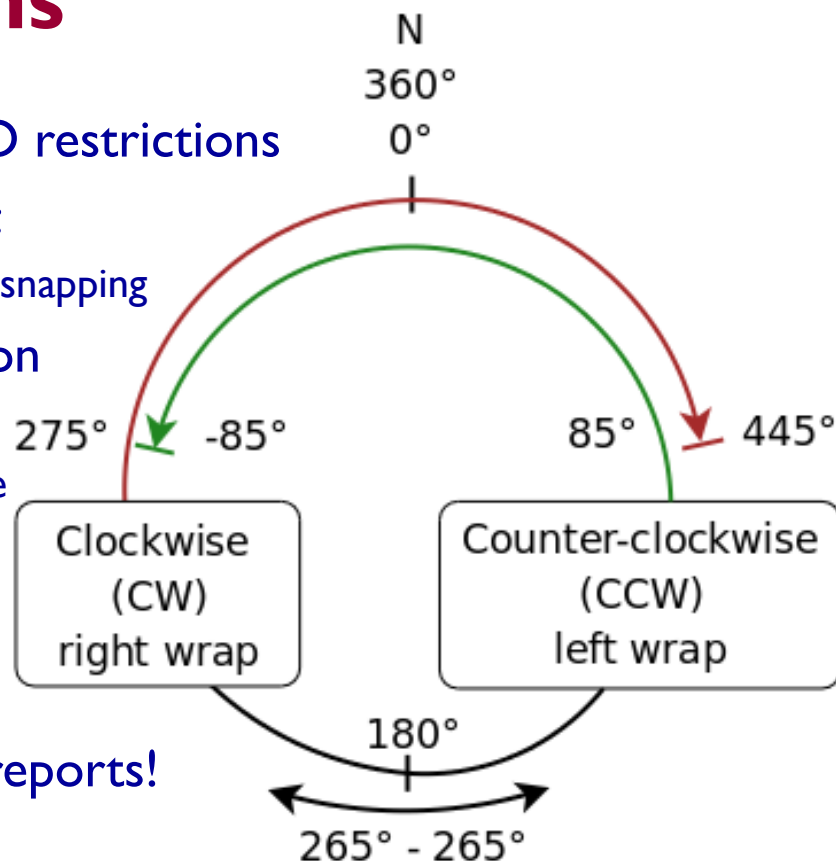 ns
N
360°
0°
O restrictions
snapping
on
275°
-85°
85°
445°
e
Clockwise
(CW)
right wrap
Counter-clockwise
(CCW)
left wrap
180°
reports!
265° - 265°